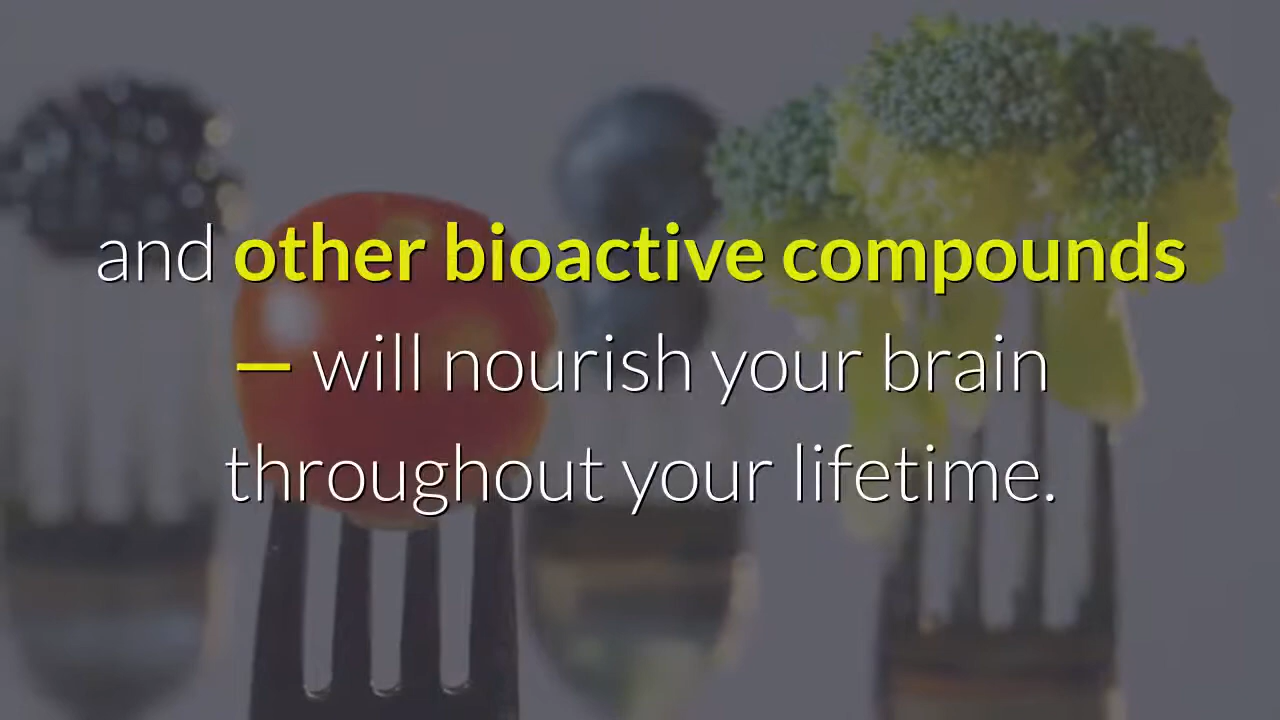 and other bioactive compounds
— will nourish your brain
throughout your lifetime.